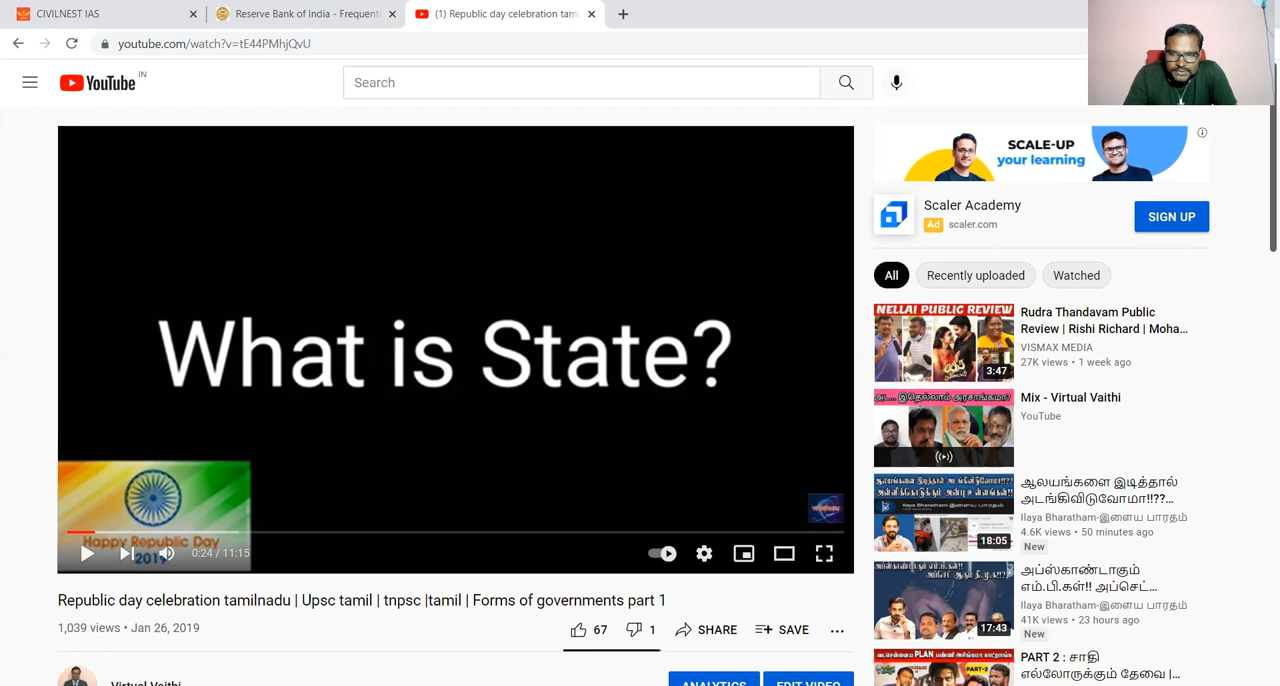 CIVILNEST IAS
Reserve Bank of India - Frequent
(1) Republic day celebration tam
youtube.com/watch?v=tE44PMhjQvU
YouTube IN
Search
What is State?
Happy Republic Day
2019
0:24 / 11:15
Republic day celebration tamilnadu | Upsc tamil | tnpsc |tamil | Forms of governments part 1
1,039 views • Jan 26, 2019
67
1
SHARE
SAVE
Virtual Vaithi
ANALYTICS
EDIT VIDEO
SCALE-UP
your learning
Scaler Academy
Ad scaler.com
SIGN UP
All
Recently uploaded
Watched
NELLAI PUBLIC REVIEW
3:47
Rudra Thandavam Public
Review | Rishi Richard | Moha...
VISMAX MEDIA
27K views • 1 week ago
Mix - Virtual Vaithi
YouTube
18:05
ஆலயங்களை இடித்தால்
அடங்கிவிடுவோமா!!??...
Ilaya Bharatham-இளைய பாரதம்
4.6K views • 50 minutes ago
New
17:43
அப்ஸ்காண்டாகும்
எம்.பி.கள்!! அப்செட்...
Ilaya Bharatham-இளைய பாரதம்
41K views • 23 hours ago
New
PART-2
PART 2 : சாதி
எல்லோருக்கும் தேவை |...